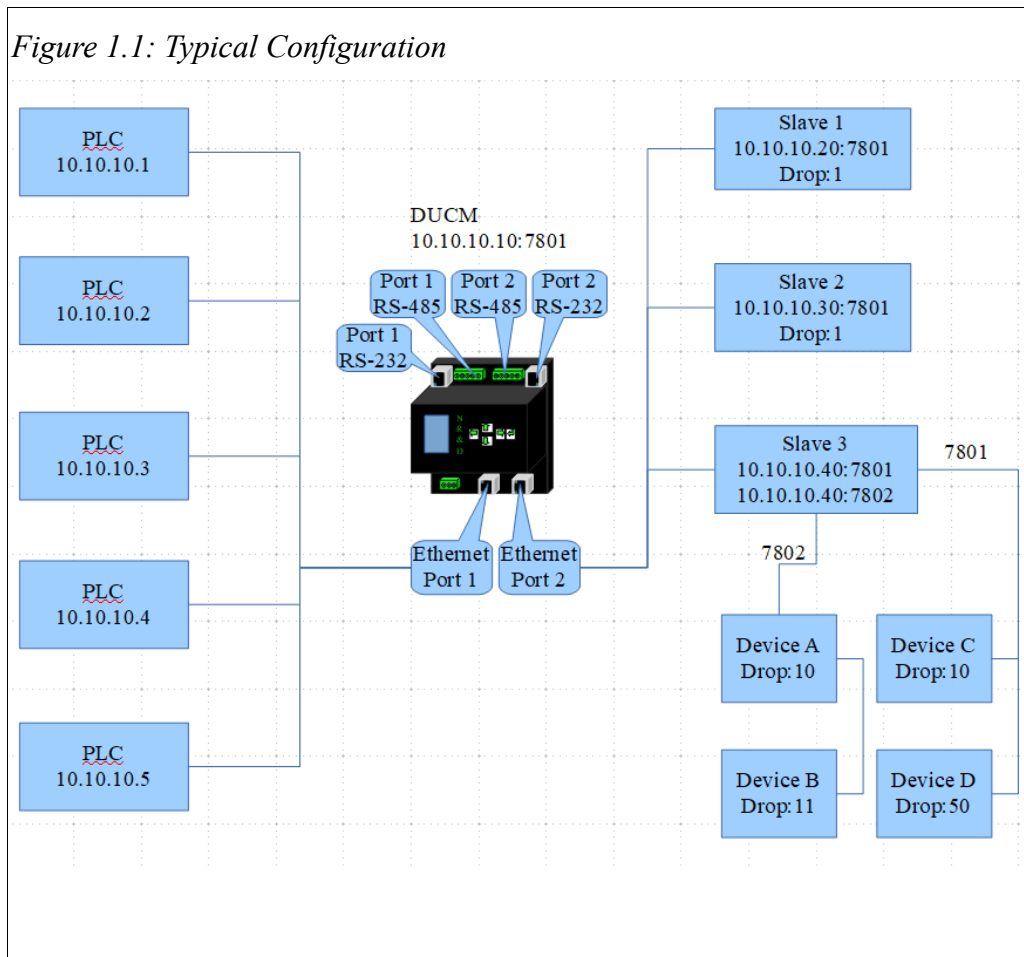 Figure 1.1: Typical Configuration
PLC
10.10.10.1
PLC
10.10.10.2
PLC
10.10.10.3
PLC
10.10.10.4
PLC
10.10.10.5
DUCM
10.10.10.10:7801
Port 1
RS-485
Port 2
RS-485
Port 2
RS-232
Port 1
RS-232
N
R
&
D
Ethernet
Port 1
Ethernet
Port 2
Slave 1
10.10.10.20:7801
Drop:1
Slave 2
10.10.10.30:7801
Drop:1
Slave 3
10.10.10.40:7801
10.10.10.40:7802
7801
7802
Device A
Drop:10
Device C
Drop:10
Device B
Drop:11
Device D
Drop:50